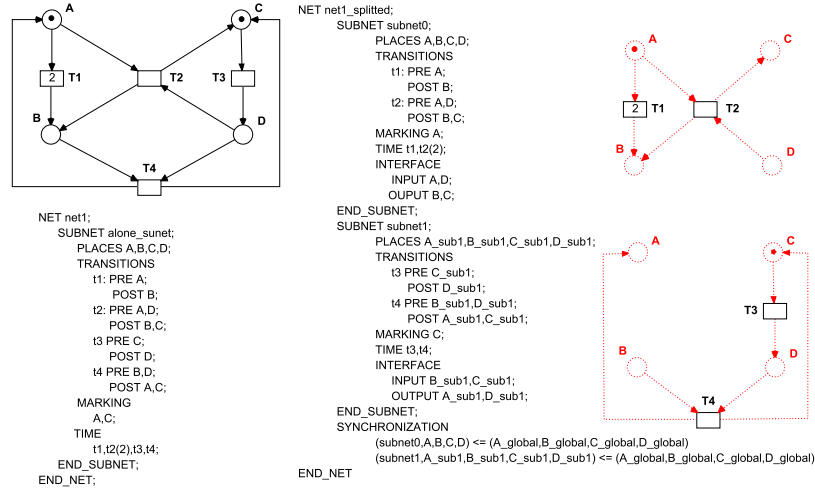 A
C
2
T1
T2
T3
B
D
T4
NET net1;
SUBNET alone_sunet;
PLACES A,B,C,D;
TRANSITIONS
t1: PRE A;
POST B;
t2: PRE A,D;
POST B,C;
t3 PRE C;
POST D;
t4 PRE B,D;
POST A,C;
MARKING
A,C;
TIME
t1,t2(2),t3,t4;
END_SUBNET;
END_NET;
NET net1_splitted;
SUBNET subnet0;
PLACES A,B,C,D;
TRANSITIONS
t1: PRE A;
POST B;
t2: PRE A,D;
POST B,C;
MARKING A;
TIME t1,t2(2);
INTERFACE
INPUT A,D;
OUPUT B,C;
END_SUBNET;
SUBNET subnet1;
PLACES A_sub1,B_sub1,C_sub1,D_sub1;
TRANSITIONS
t3 PRE C_sub1;
POST D_sub1;
t4 PRE B_sub1,D_sub1;
POST A_sub1,C_sub1;
MARKING C;
TIME t3,t4;
INTERFACE
INPUT B_sub1,C_sub1;
OUTPUT A_sub1,D_sub1;
END_SUBNET;
SYNCHRONIZATION
(subnet0,A,B,C,D) <= (A_global,B_global,C_global,D_global)
(subnet1,A_sub1,B_sub1,C_sub1,D_sub1) <= (A_global,B_global,C_global,D_global)
END_NET
A
C
2
T1
T2
B
D
A
C
T3
B
D
T4